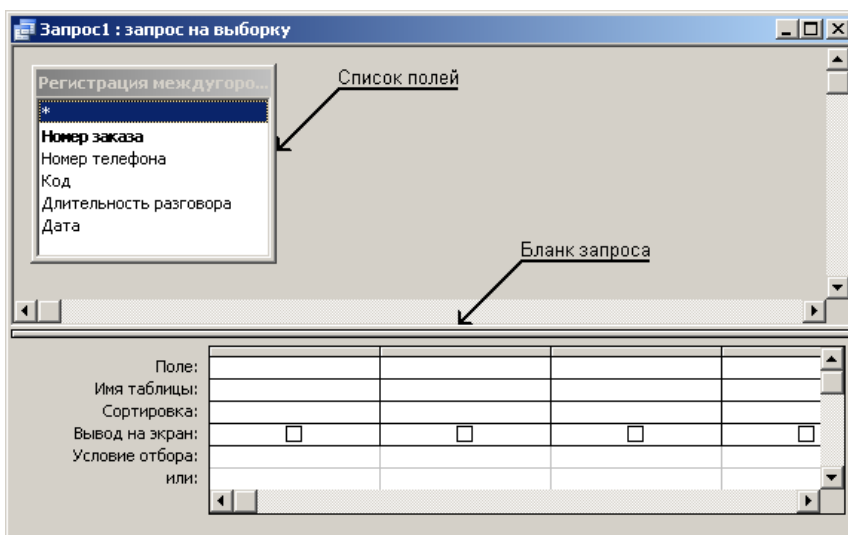 Запрос1 : запрос на выборку
Регистрация междугоро...
Список полей
*
Номер заказа
Номер телефона
Код
Длительность разговора
Дата
Бланк запроса
Поле:
Имя таблицы:
Сортировка:
Вывод на экран:
Условие отбора:
или: